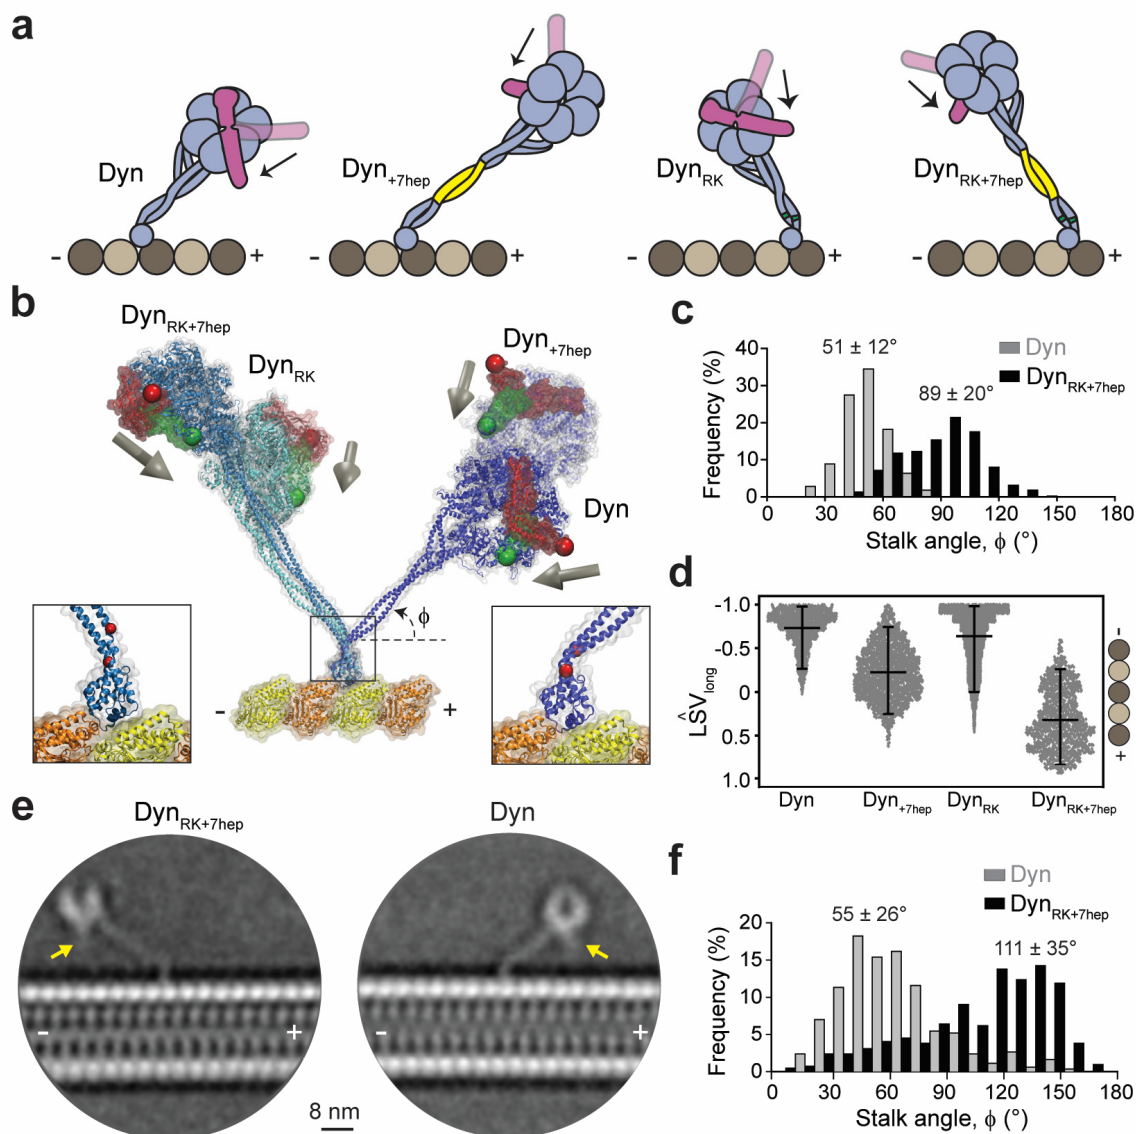 a
Dyn
Dyn+7hep
DynRK
DynRK+7hep
- +
- +
- +
- +
b
DynRK+7hep
DynRK
Dyn+7hep
Dyn
ϕ
- +
c
Frequency (%)
40
30
20
10
0
51 ± 12°
89 ± 20°
Dyn
DynRK+7hep
0 30 60 90 120 150 180
Stalk angle, ϕ (°)
d
L̂SVlong
-1.0
-0.5
0
0.5
1.0
-
+
Dyn Dyn+7hep DynRK DynRK+7hep
e
DynRK+7hep
Dyn
- +
- +
8 nm
f
Frequency (%)
20
15
10
5
0
55 ± 26°
111 ± 35°
Dyn
DynRK+7hep
0 30 60 90 120 150 180
Stalk angle, ϕ (°)